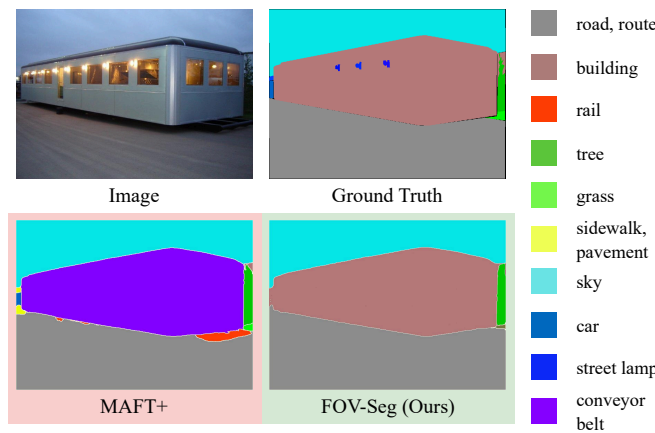 Image
Ground Truth
MAFT+
FOV-Seg (Ours)
road, route
building
rail
tree
grass
sidewalk,
pavement
sky
car
street lamp
conveyor
belt